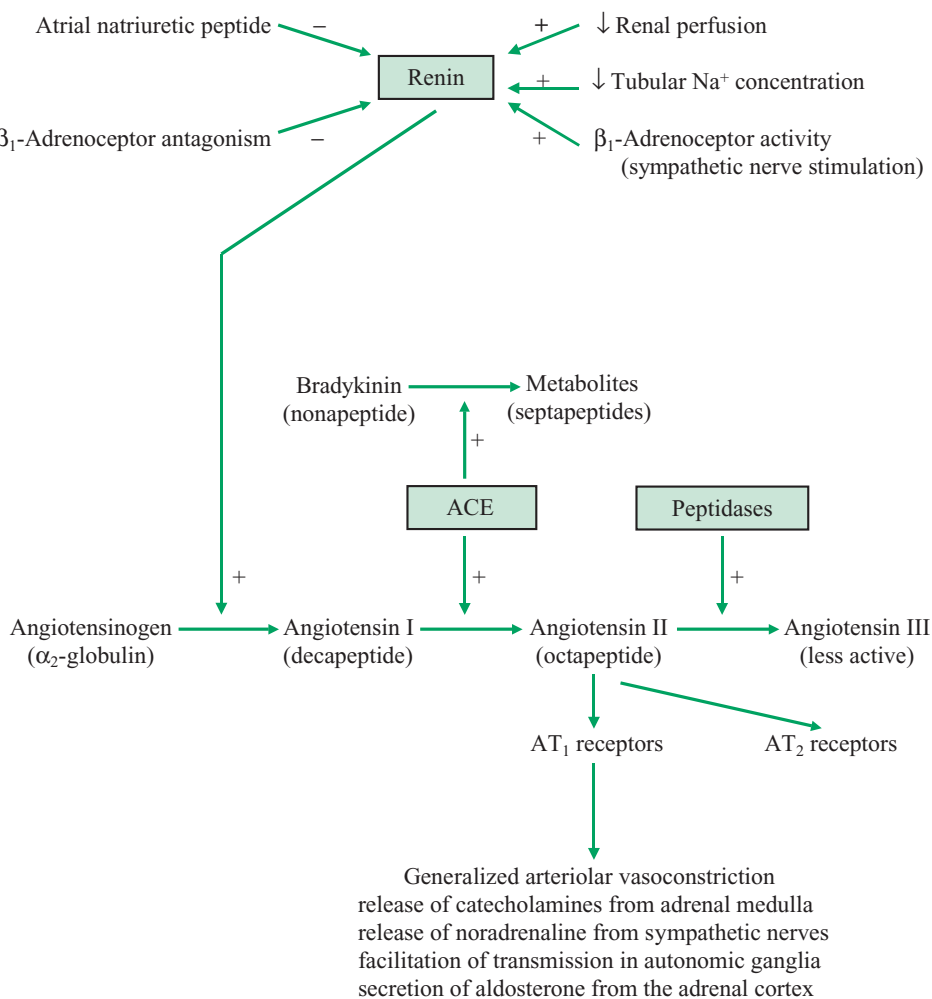 Atrial natriuretic peptide
–
+
↓ Renal perfusion
Renin
+
↓ Tubular Na⁺ concentration
β₁-Adrenoceptor antagonism
–
+
β₁-Adrenoceptor activity
(sympathetic nerve stimulation)
Bradykinin
(nonapeptide)
Metabolites
(septapeptides)
+
ACE
Peptidases
+
+
+
Angiotensinogen
(α₂-globulin)
Angiotensin I
(decapeptide)
Angiotensin II
(octapeptide)
Angiotensin III
(less active)
AT₁ receptors
AT₂ receptors
Generalized arteriolar vasoconstriction
release of catecholamines from adrenal medulla
release of noradrenaline from sympathetic nerves
facilitation of transmission in autonomic ganglia
secretion of aldosterone from the adrenal cortex